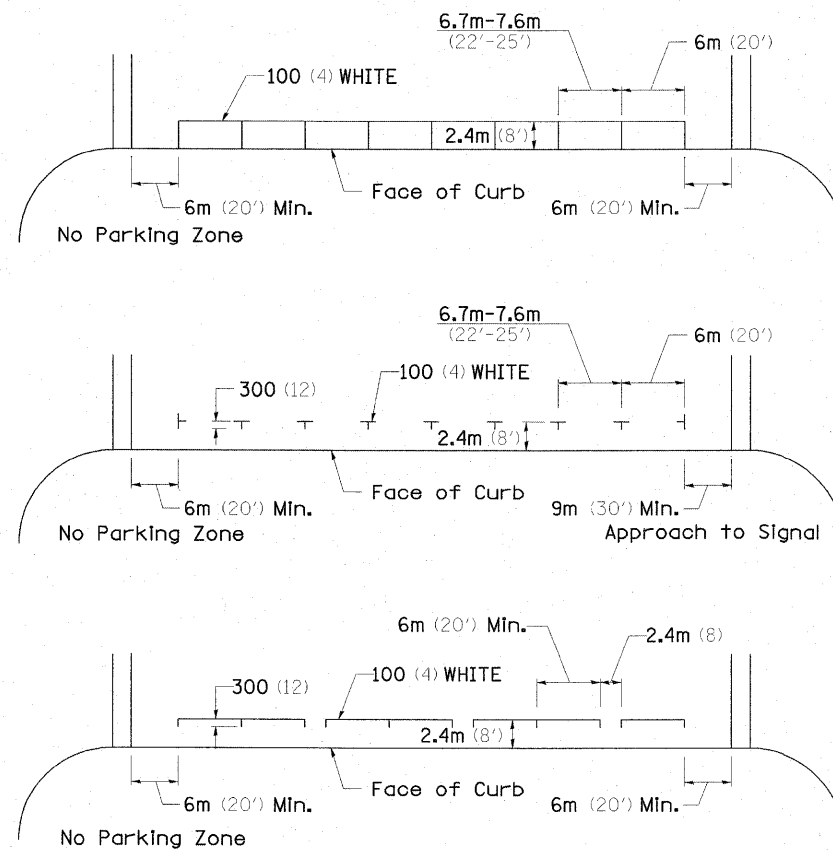 6.7m-7.6m
(22'-25')
6m (20')
100 (4) WHITE
2.4m (8')
Face of Curb
6m (20') Min.
6m (20') Min.
No Parking Zone
6.7m-7.6m
(22'-25')
6m (20')
300 (12)
100 (4) WHITE
2.4m (8')
Face of Curb
6m (20') Min.
9m (30') Min.
No Parking Zone
Approach to Signal
6m (20') Min.
2.4m (8)
300 (12)
100 (4) WHITE
2.4m (8')
Face of Curb
6m (20') Min.
6m (20') Min.
No Parking Zone